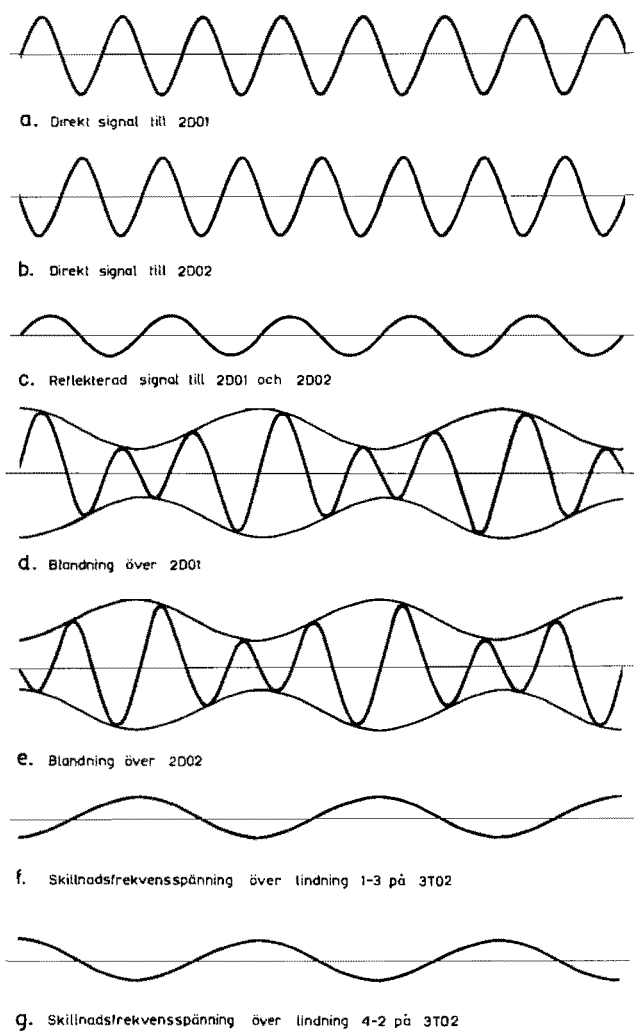 a. Direkt signal till 2D01
b. Direkt signal till 2D02
c. Reflekterad signal till 2D01 och 2D02
d. Blandning över 2D01
e. Blandning över 2D02
f. Skillnadsfrekvensspänning över lindning 1-3 på 3T02
g. Skillnadsfrekvensspänning över lindning 4-2 på 3T02